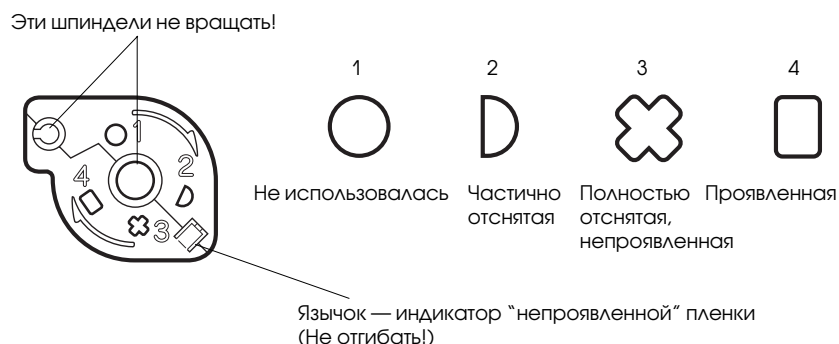 Эти шпиндели не вращать!
1 2 3 4
1
2
4
3
Не использовалась Частично Полностью Проявленная
отснятая отснятая,
непроявленная
Язычок — индикатор “непроявленной” пленки
(Не отгибать!)